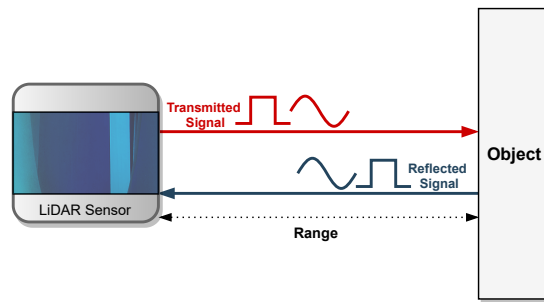 Transmitted
Signal
Reflected
Signal
Object
LiDAR Sensor
Range